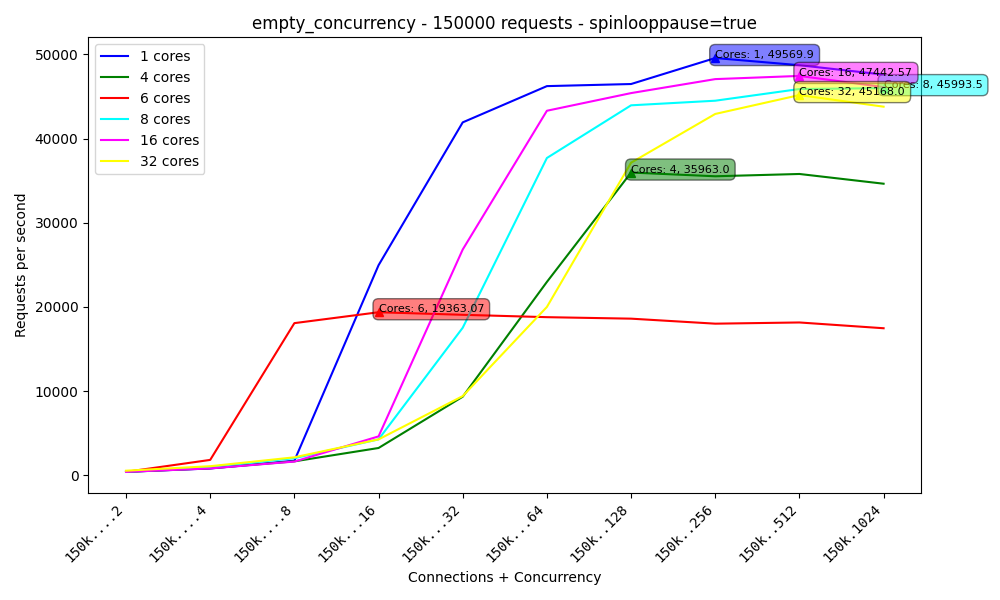 empty_concurrency - 150000 requests - spinlooppause=true
50000
40000
30000
20000
10000
0
Requests per second
1 cores
4 cores
6 cores
8 cores
16 cores
32 cores
Cores: 1, 49569.9
Cores: 16, 47442.57
Cores: 8, 45993.5
Cores: 32, 45168.0
Cores: 4, 35963.0
Cores: 6, 19363.07
150k....2
150k....4
150k....8
150k...16
150k...32
150k...64
150k..128
150k..256
150k..512
150k.1024
Connections + Concurrency